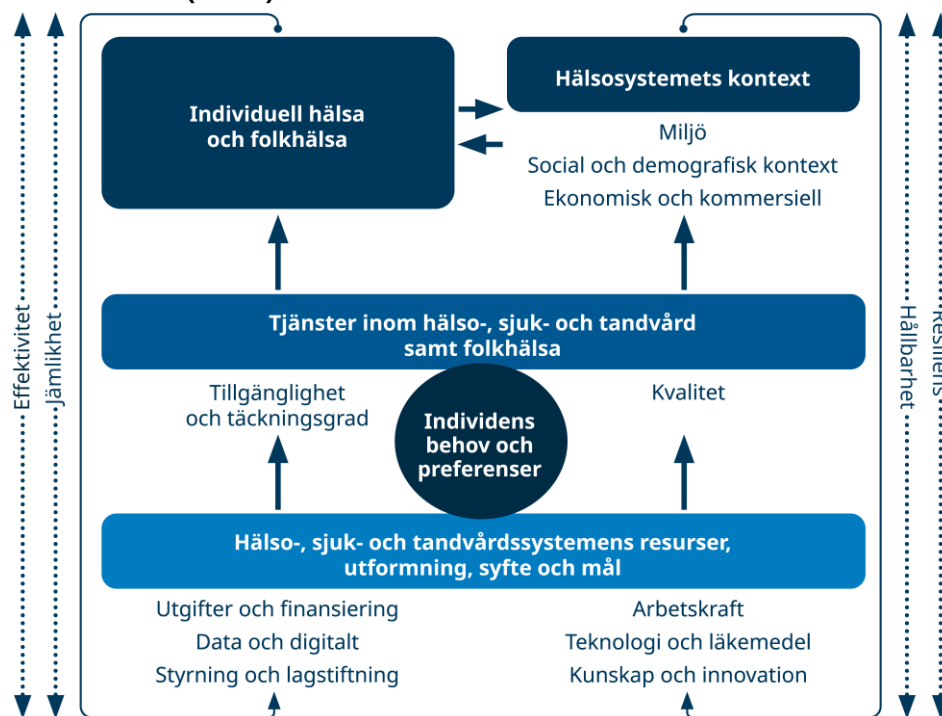 Individuell hälsa
och folkhälsa
Hälsosystemets kontext
Miljö
Social och demografisk kontext
Ekonomisk och kommersiell
Tjänster inom hälso-, sjuk- och tandvård
samt folkhälsa
Tillgänglighet
och täckningsgrad
Individens
behov och
preferenser
Kvalitet
Hälso-, sjuk- och tandvårdssystemens resurser,
utformning, syfte och mål
Utgifter och finansiering
Data och digitalt
Styrning och lagstiftning
Arbetskraft
Teknologi och läkemedel
Kunskap och innovation
Effektivitet
Jämlikhet
Hållbarhet
Resiliens